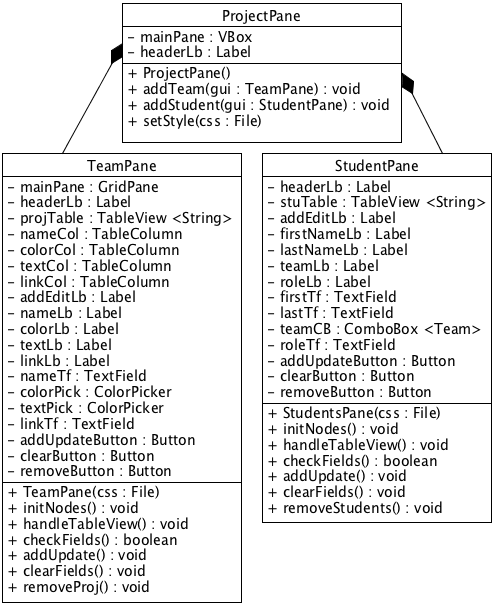 ProjectPane
- mainPane : VBox
- headerLb : Label
+ ProjectPane()
+ addTeam(gui : TeamPane) : void
+ addStudent(gui : StudentPane) : void
+ setStyle(css : File)
TeamPane
- mainPane : GridPane
- headerLb : Label
- projTable : TableView <String>
- nameCol : TableColumn
- colorCol : TableColumn
- textCol : TableColumn
- linkCol : TableColumn
- addEditLb : Label
- nameLb : Label
- colorLb : Label
- textLb : Label
- linkLb : Label
- nameTf : TextField
- colorPick : ColorPicker
- textPick : ColorPicker
- linkTf : TextField
- addUpdateButton : Button
- clearButton : Button
- removeButton : Button
+ TeamPane(css : File)
+ initNodes() : void
+ handleTableView() : void
+ checkFields() : boolean
+ addUpdate() : void
+ clearFields() : void
+ removeProj() : void
StudentPane
- headerLb : Label
- stuTable : TableView <String>
- addEditLb : Label
- firstNameLb : Label
- lastNameLb : Label
- teamLb : Label
- roleLb : Label
- firstTf : TextField
- lastTf : TextField
- teamCB : ComboBox <Team>
- roleTf : TextField
- addUpdateButton : Button
- clearButton : Button
- removeButton : Button
+ StudentsPane(css : File)
+ initNodes() : void
+ handleTableView() : void
+ checkFields() : boolean
+ addUpdate() : void
+ clearFields() : void
+ removeStudents() : void